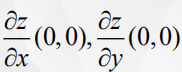 ∂z/∂x (0, 0), ∂z/∂y (0, 0)